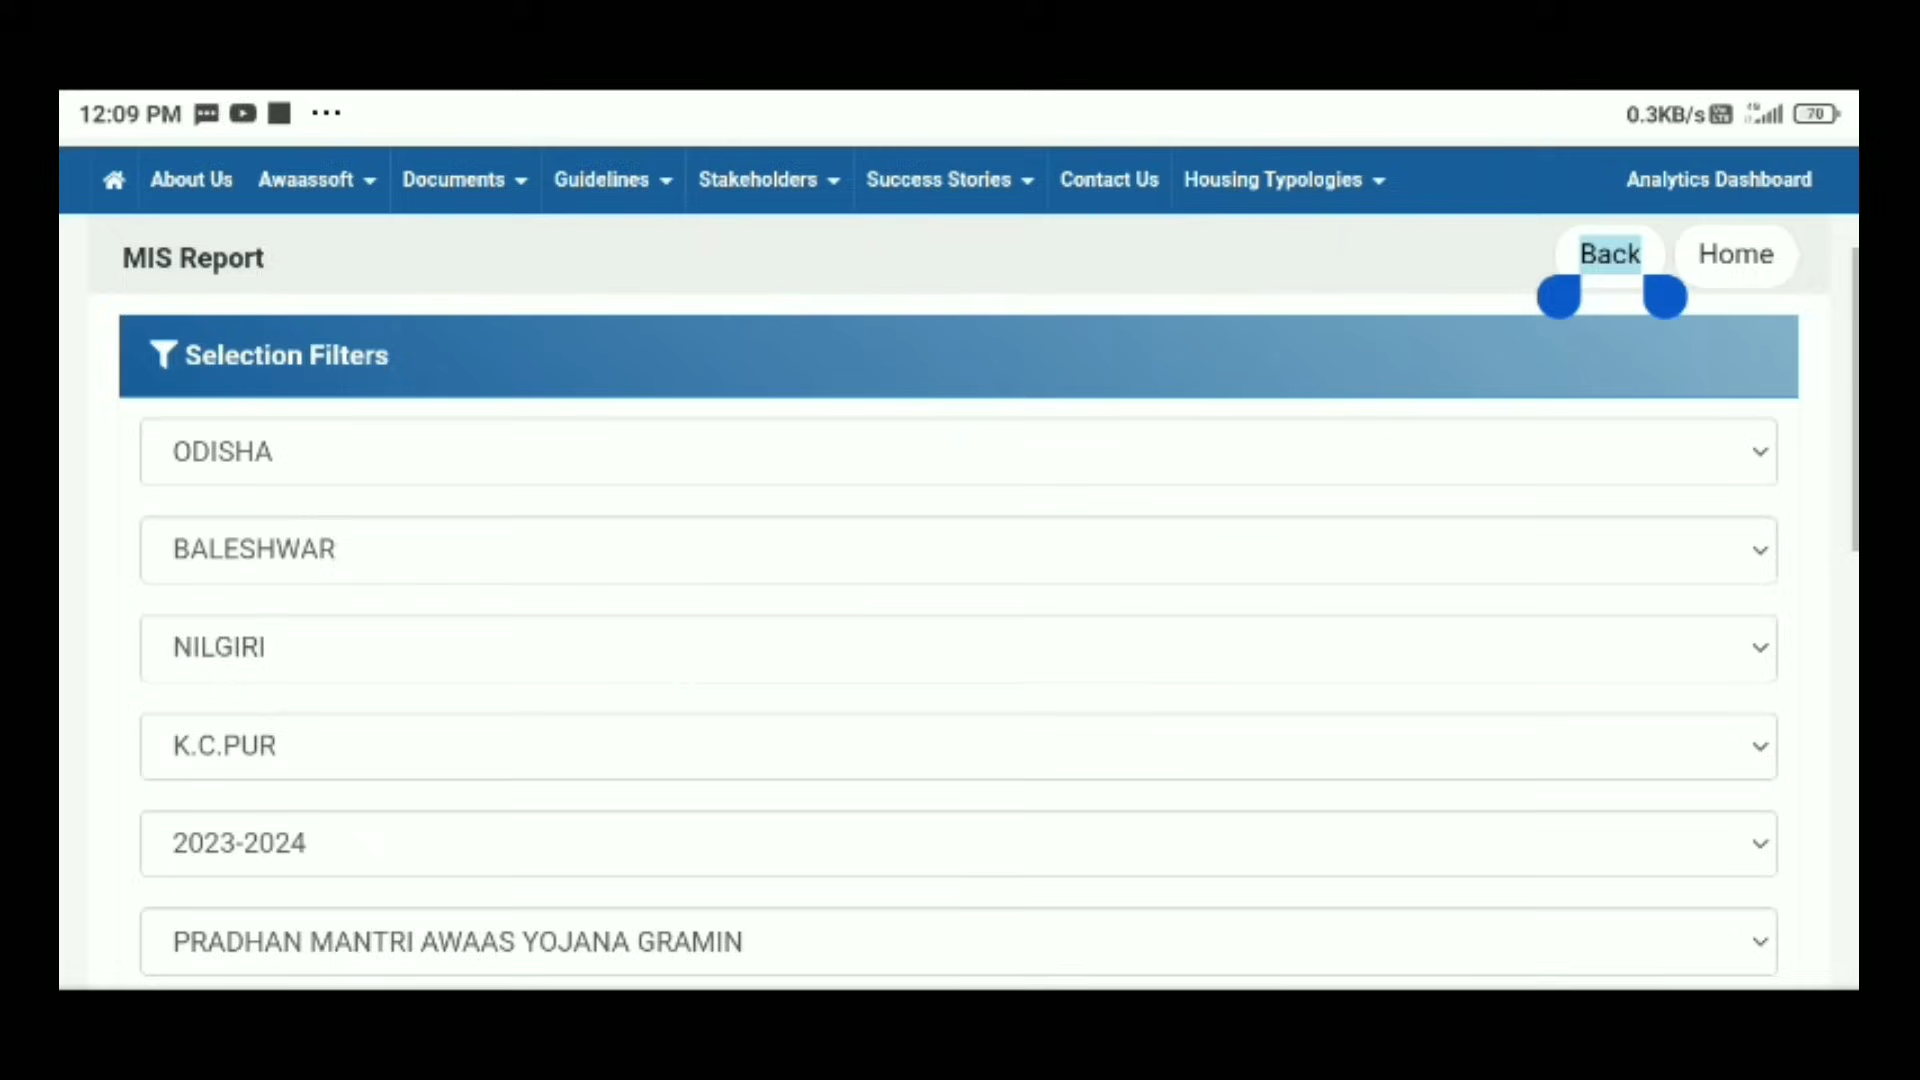 12:09 PM ... 0.3KB/s 70
About Us Awaassoft Documents Guidelines Stakeholders Success Stories Contact Us Housing Typologies Analytics Dashboard
MIS Report Back Home
Selection Filters
ODISHA
BALESHWAR
NILGIRI
K.C.PUR
2023-2024
PRADHAN MANTRI AWAAS YOJANA GRAMIN